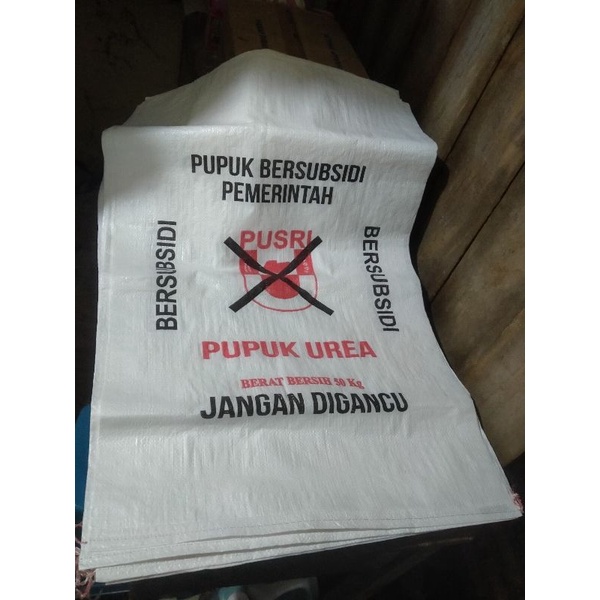 PUPUK BERSUBSIDI
PEMERINTAH
BERSUBSIDI
PUSRI
BERSUBSIDI
PUPUK UREA
BERAT BERSIH 50 Kg
JANGAN DIGANCU